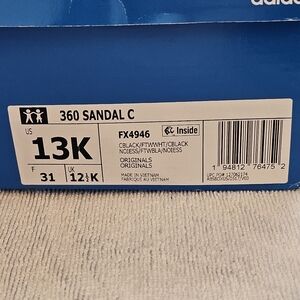 adidas
360 SANDAL C
US
13K
F
31
UK
12½K
FX4946
Inside
CBLACK/FTWWHT/CBLACK
NOIESS/FTWBLA/NOIESS
ORIGINALS
ORIGINALS
MADE IN VIETNAM
FABRIQUÉ AU VIETNAM
1 94812 76475 2